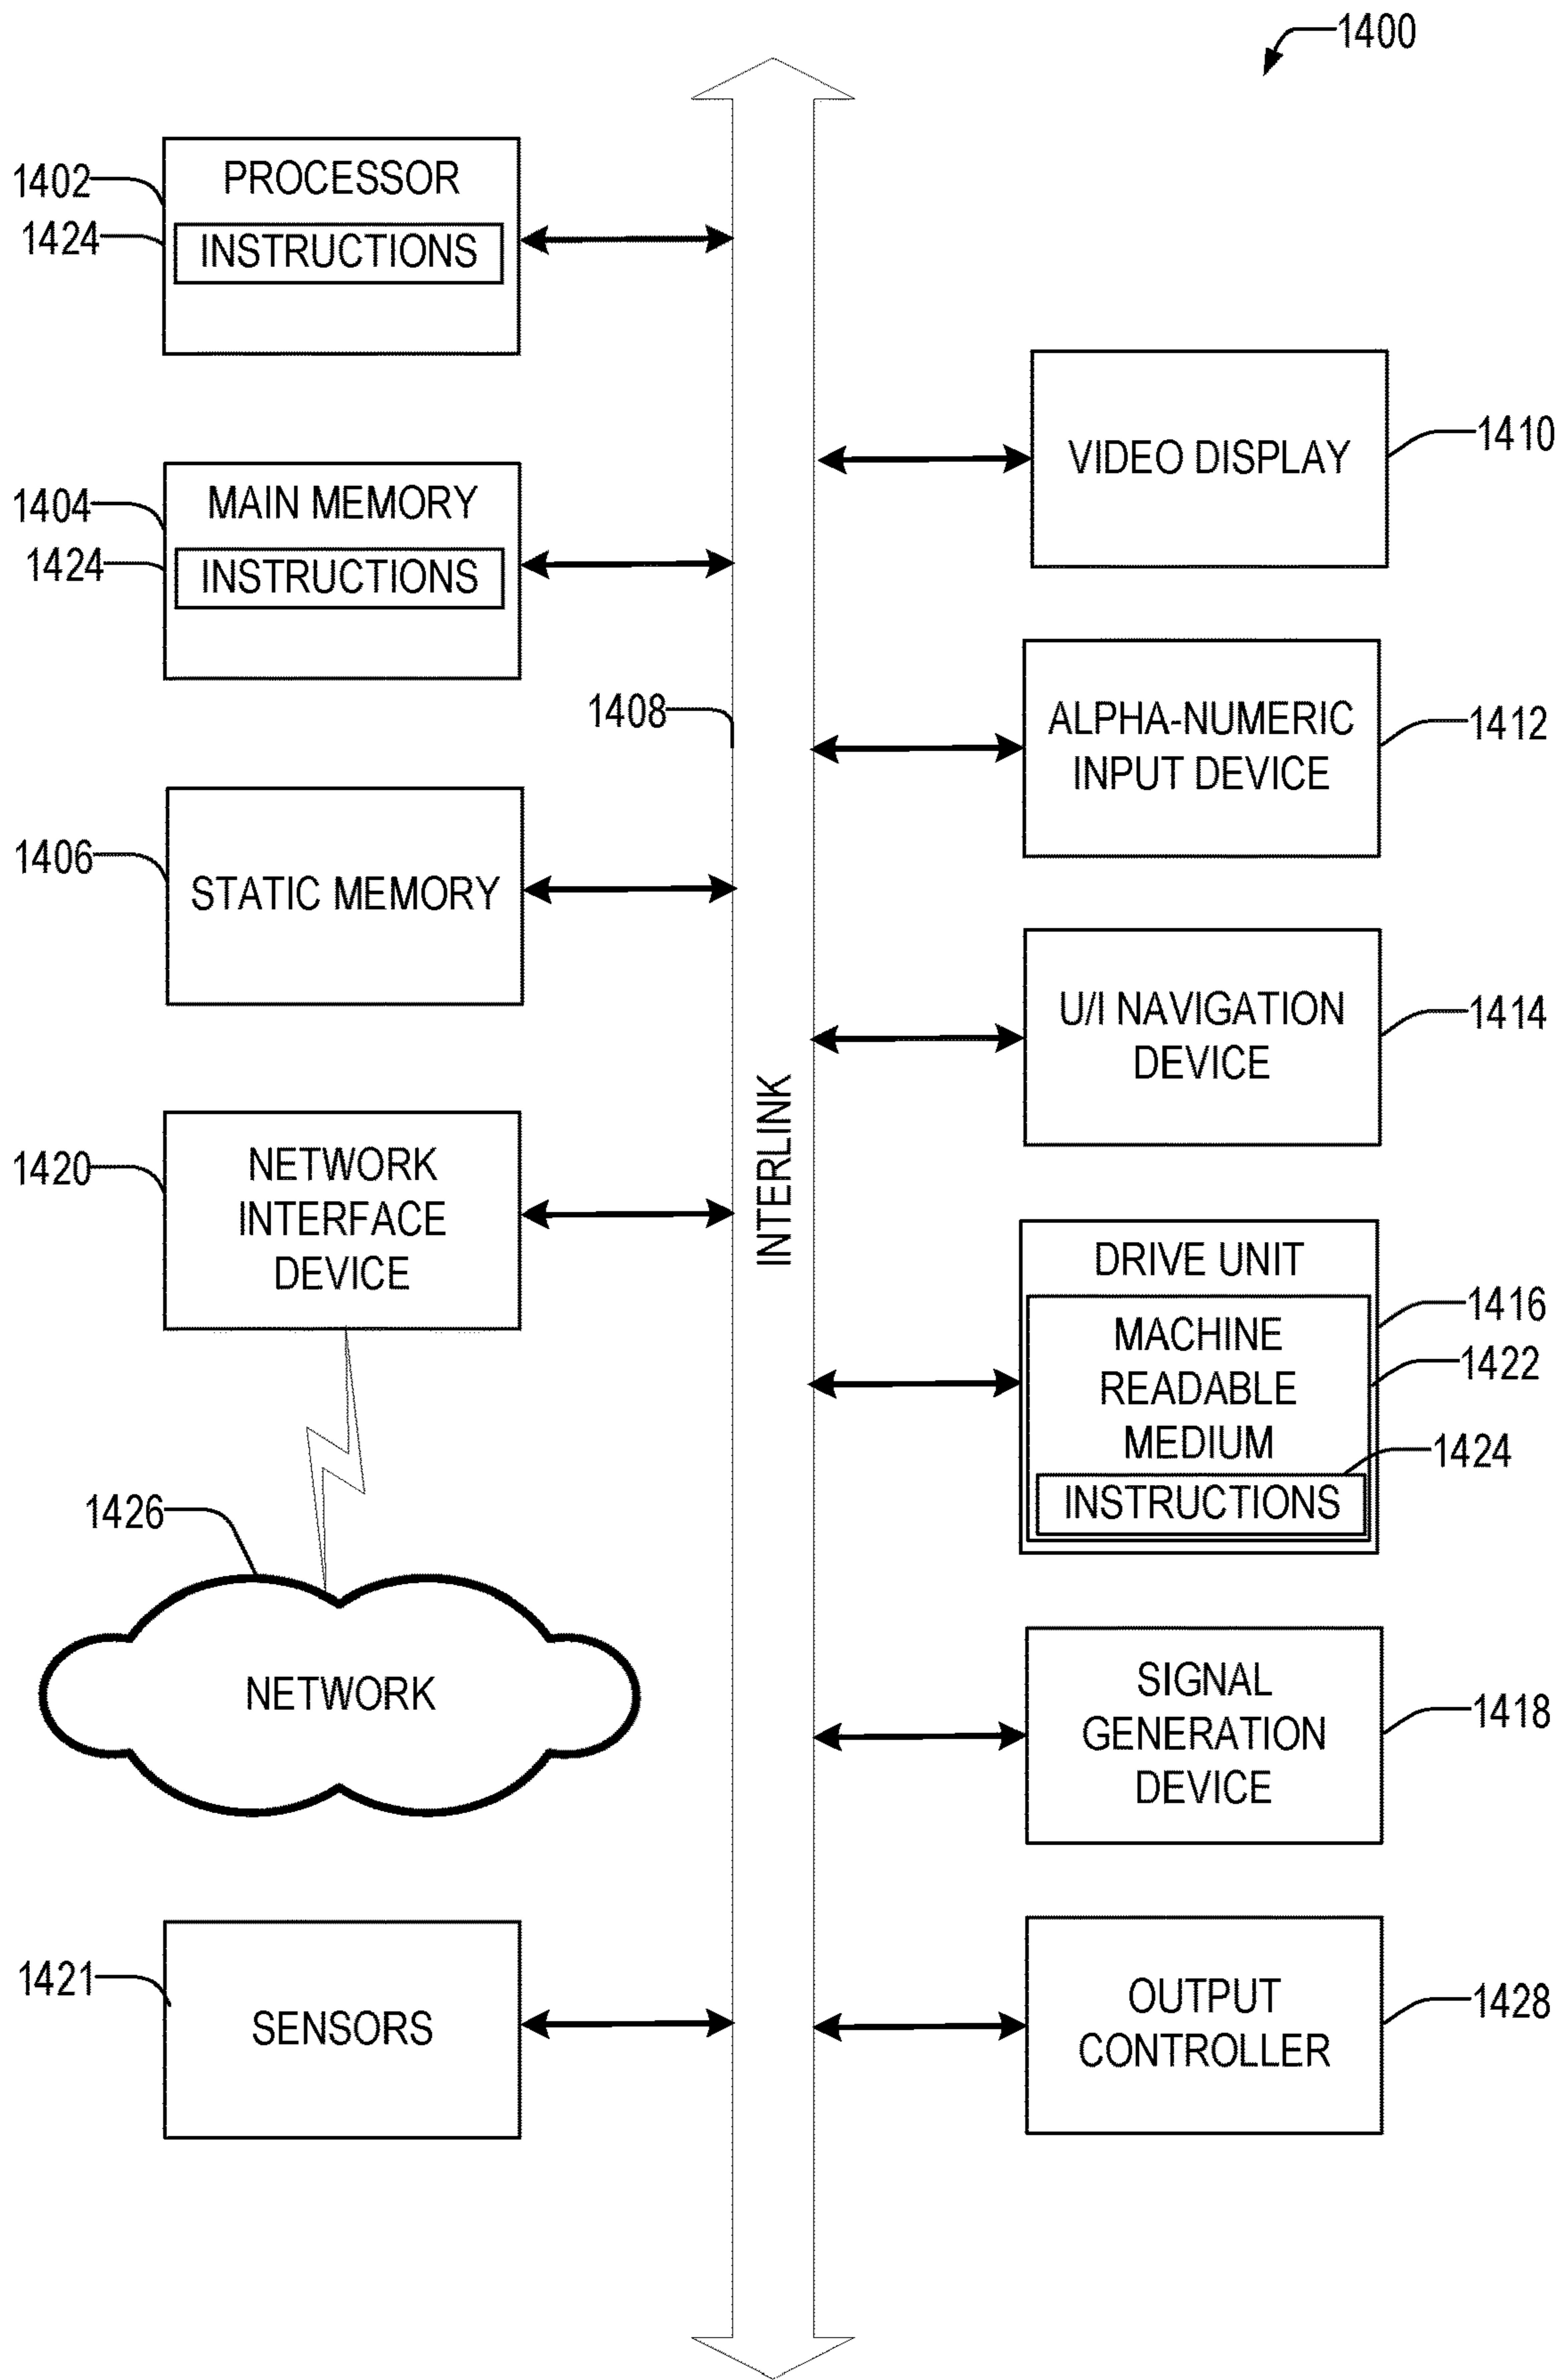 1400
1402
PROCESSOR
1424
INSTRUCTIONS
1404
MAIN MEMORY
1424
INSTRUCTIONS
1408
1406
STATIC MEMORY
1420
NETWORK
INTERFACE
DEVICE
1426
NETWORK
1421
SENSORS
INTERLINK
VIDEO DISPLAY
1410
ALPHA-NUMERIC
INPUT DEVICE
1412
U/I NAVIGATION
DEVICE
1414
DRIVE UNIT
1416
MACHINE
READABLE
MEDIUM
1422
1424
INSTRUCTIONS
SIGNAL
GENERATION
DEVICE
1418
OUTPUT
CONTROLLER
1428